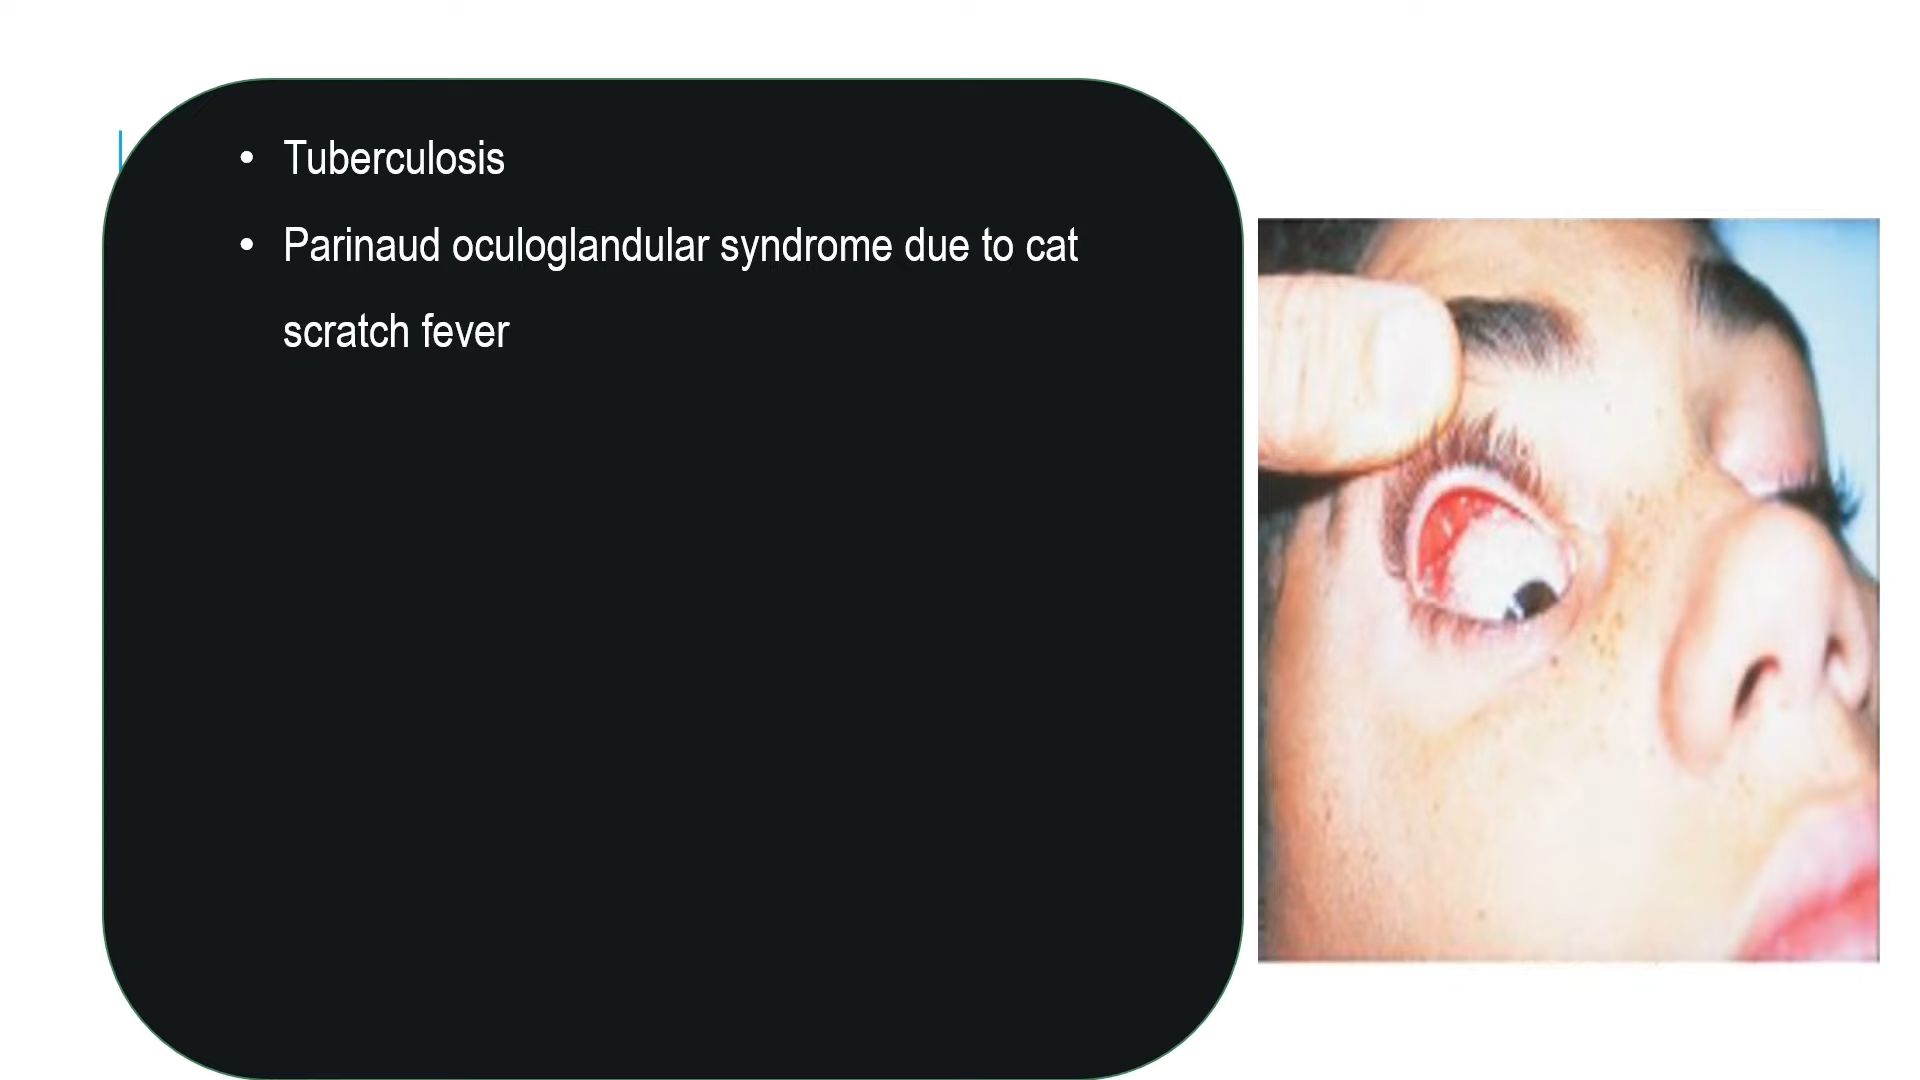 • Tuberculosis
• Parinaud oculoglandular syndrome due to cat
scratch fever